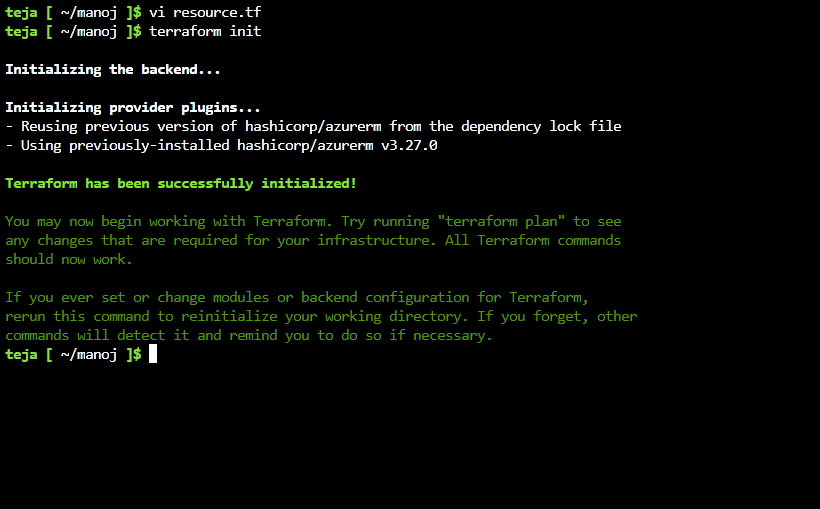 teja [ ~/manoj ]$ vi resource.tf
teja [ ~/manoj ]$ terraform init
Initializing the backend...
Initializing provider plugins...
- Reusing previous version of hashicorp/azurerm from the dependency lock file
- Using previously-installed hashicorp/azurerm v3.27.0
Terraform has been successfully initialized!
You may now begin working with Terraform. Try running "terraform plan" to see
any changes that are required for your infrastructure. All Terraform commands
should now work.
If you ever set or change modules or backend configuration for Terraform,
rerun this command to reinitialize your working directory. If you forget, other
commands will detect it and remind you to do so if necessary.
teja [ ~/manoj ]$